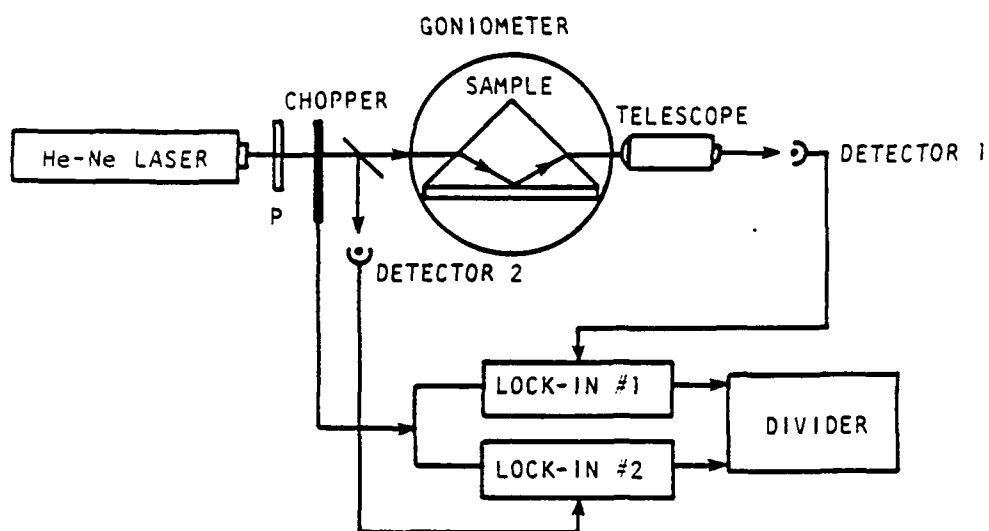 GONIOMETER
SAMPLE
CHOPPER
TELESCOPE
He-Ne LASER
DETECTOR 1
P
DETECTOR 2
LOCK-IN #1
DIVIDER
LOCK-IN #2